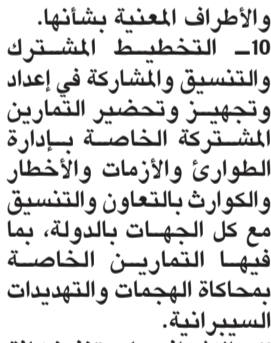 والأطراف المعنية بشأنها.
10ـ التخطيط المشترك
والتنسيق والمشاركة في إعداد
وتجهيز وتحضير التمارين
المشتركة الخاصة بإدارة
الطوارئ والأزمات والأخطار
والكوارث بالتعاون والتنسيق
مع كل الجهات بالدولة، بما
فيها التمارين الخاصة
بمحاكاة الهجمات والتهديدات
السيبرانية.